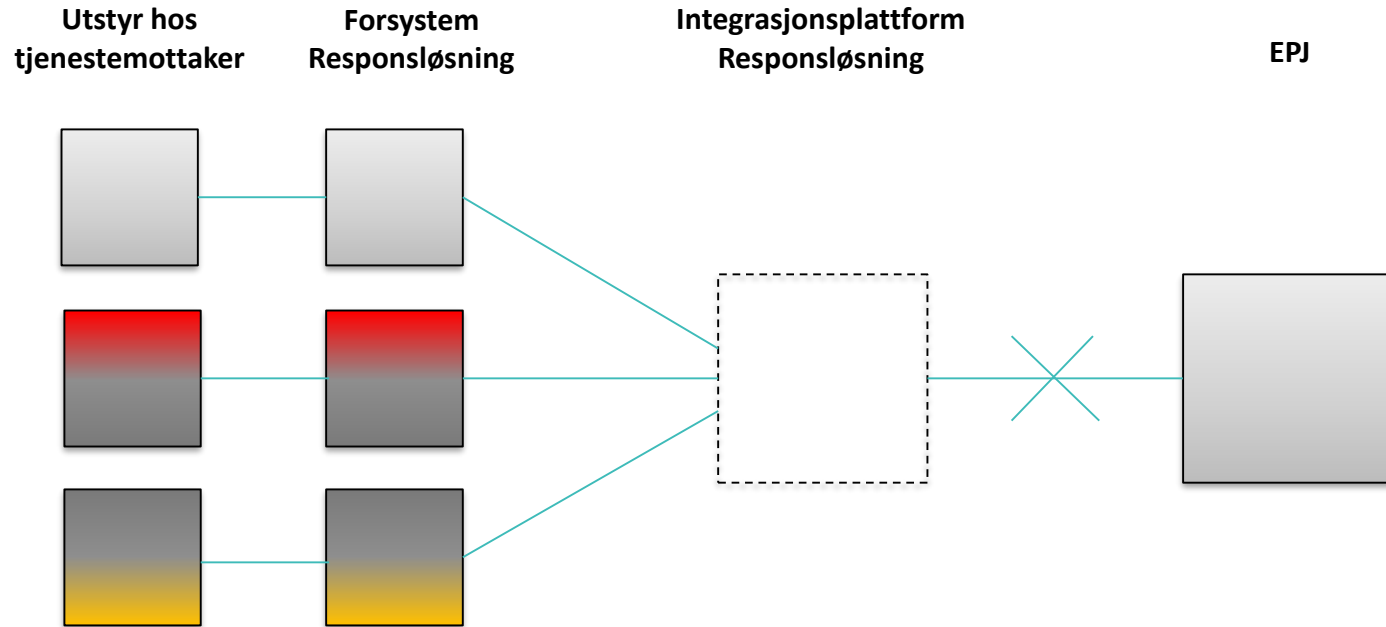 Utstyr hos
tjenestemottaker
Forsystem
Responsløsning
Integrasjonsplattform
Responsløsning
EPJ